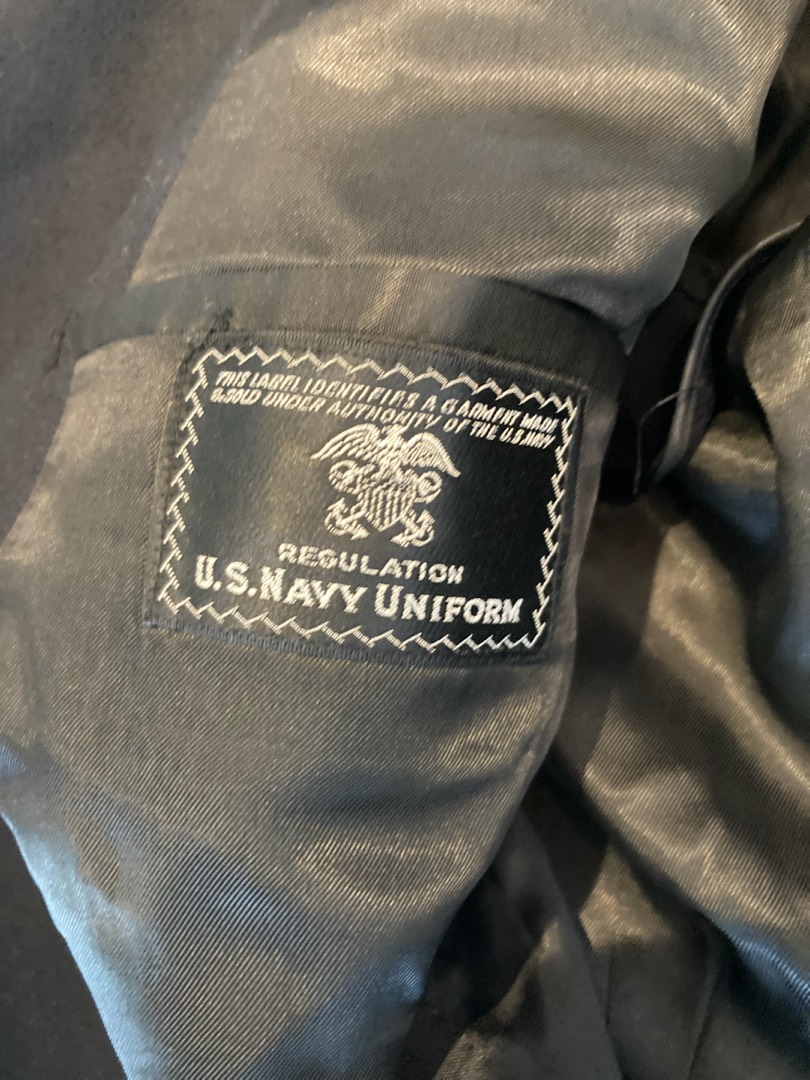 THIS LABEL IDENTIFIES A GARMENT MADE
& SOLD UNDER AUTHORITY OF THE U.S. NAVY
REGULATION
U.S. NAVY UNIFORM